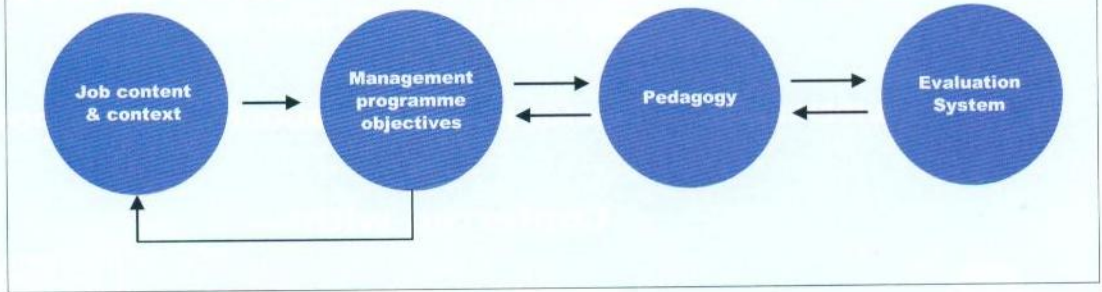 Job content
& context
Management
programme
objectives
Pedagogy
Evaluation
System